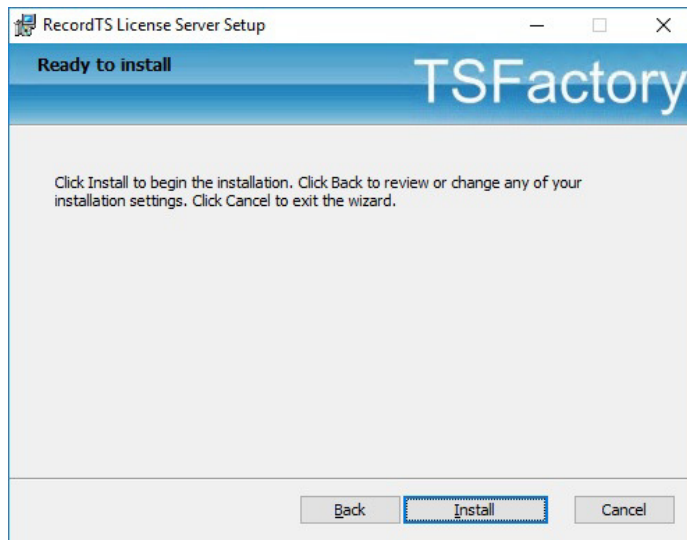 RecordTS License Server Setup
Ready to install
TSFactory
Click Install to begin the installation. Click Back to review or change any of your
installation settings. Click Cancel to exit the wizard.
Back Install Cancel